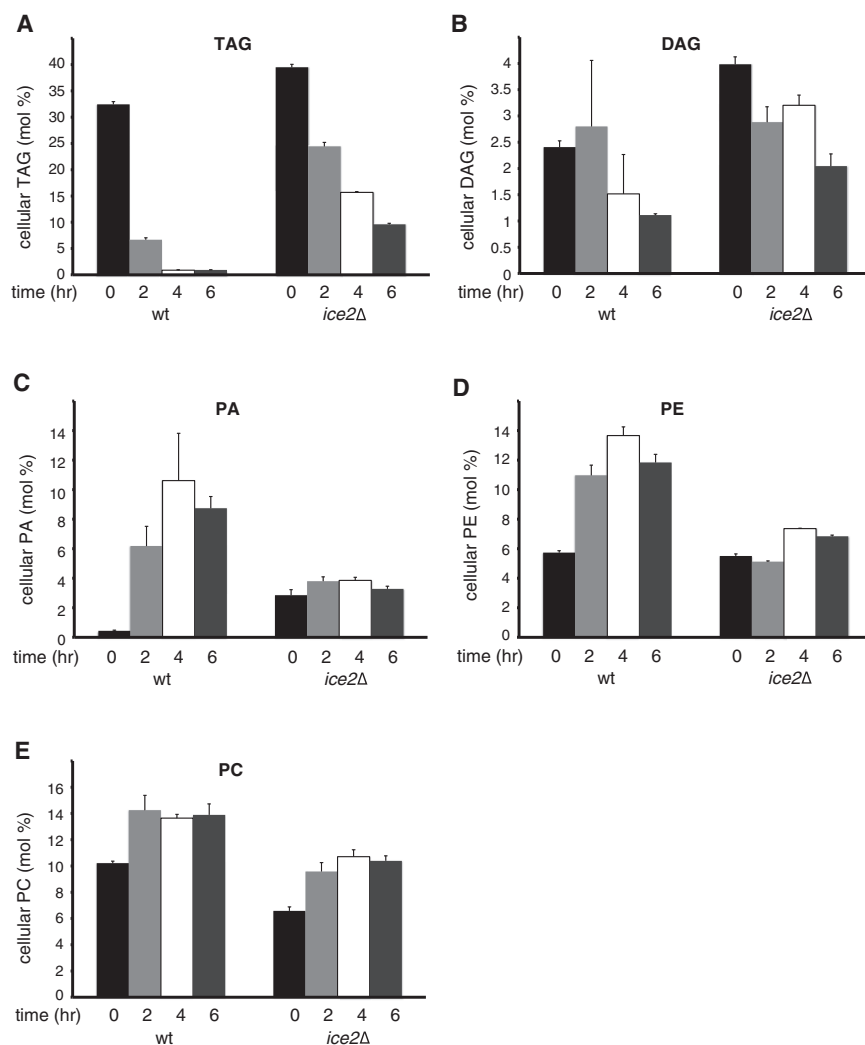 A
TAG
cellular TAG (mol %)
40
35
30
25
20
15
10
5
0
time (hr) 0 2 4 6 0 2 4 6
wt ice2Δ
B
DAG
cellular DAG (mol %)
4
3.5
3
2.5
2
1.5
1
0.5
0
time (hr) 0 2 4 6 0 2 4 6
wt ice2Δ
C
PA
cellular PA (mol %)
14
12
10
8
6
4
2
0
time (hr) 0 2 4 6 0 2 4 6
wt ice2Δ
D
PE
cellular PE (mol %)
14
12
10
8
6
4
2
0
time (hr) 0 2 4 6 0 2 4 6
wt ice2Δ
E
PC
cellular PC (mol %)
16
14
12
10
8
6
4
2
0
time (hr) 0 2 4 6 0 2 4 6
wt ice2Δ